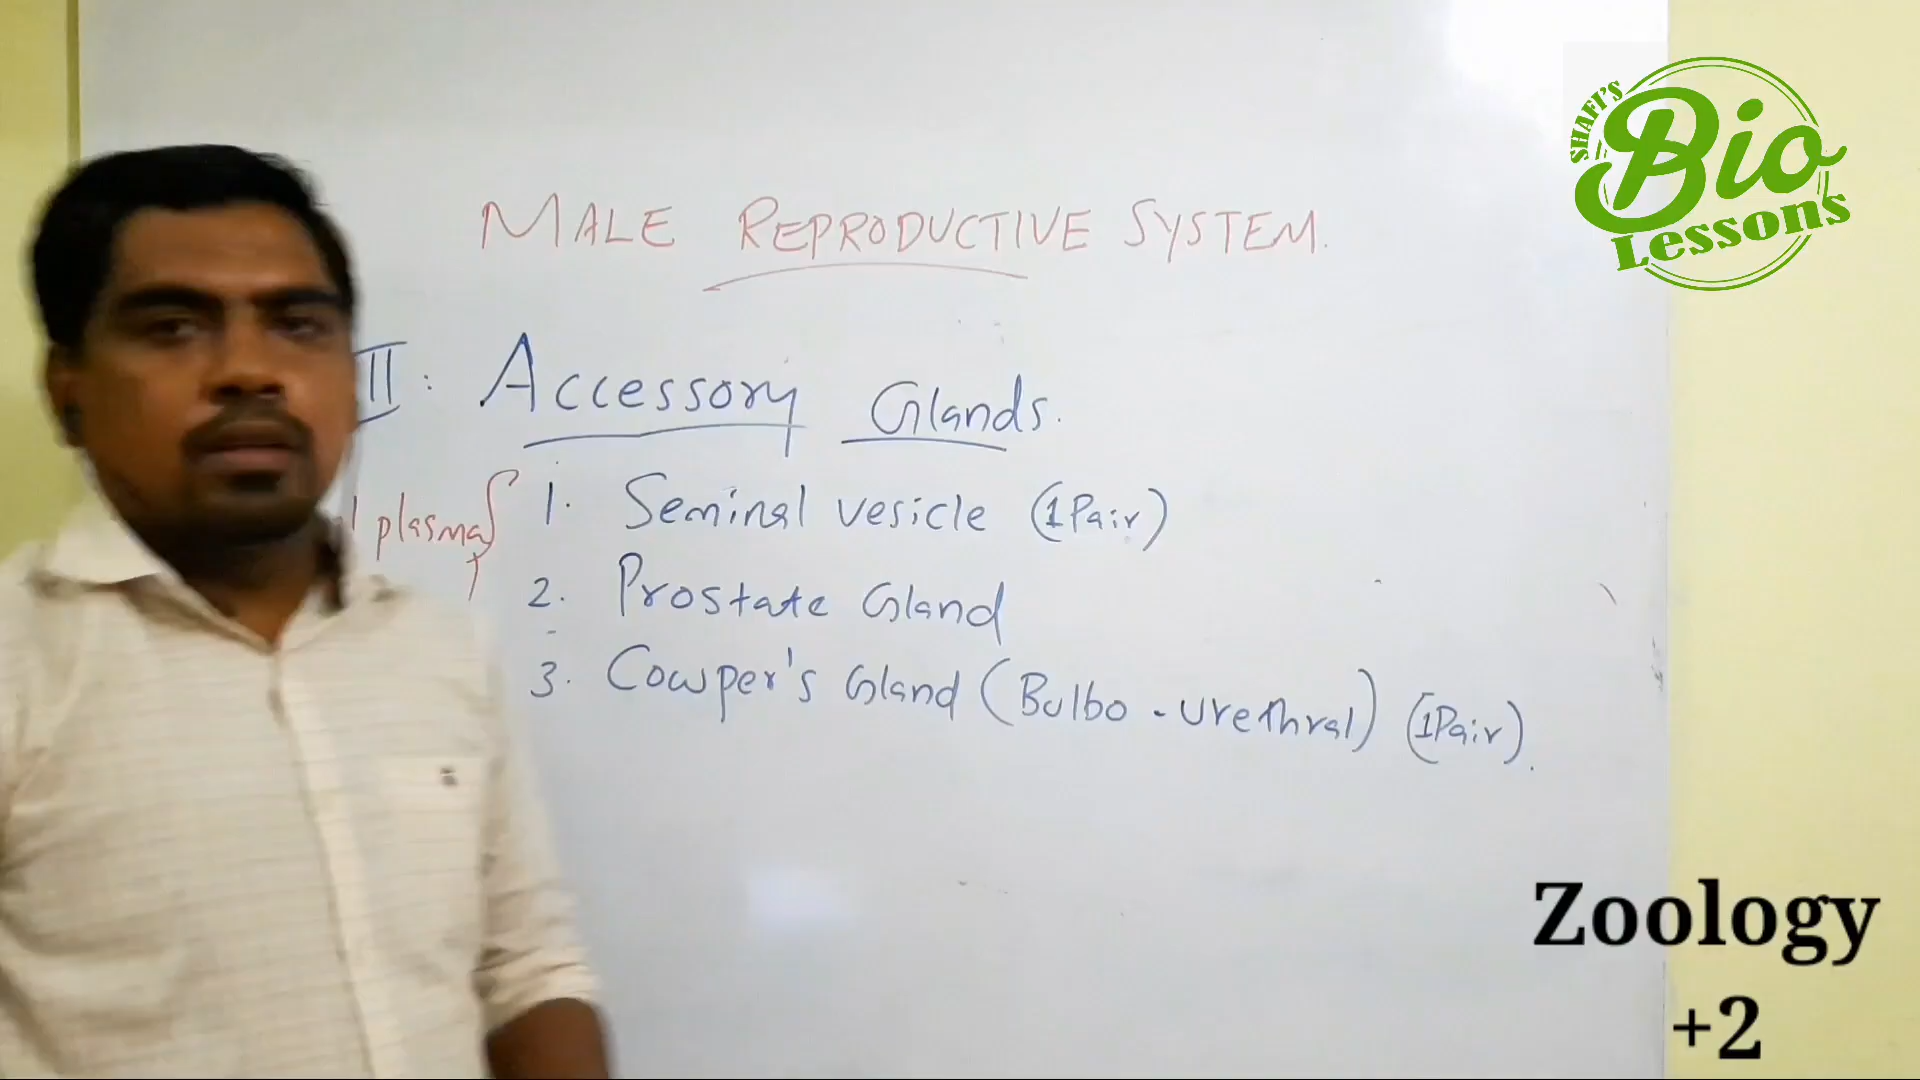 SHAFI'S
Bio
Lessons
MALE REPRODUCTIVE SYSTEM.
II: Accessory Glands.
plasma
1. Seminal vesicle (1Pair)
2. Prostate Gland
3. Cowper's Gland (Bulbo-urethral) (1Pair).
Zoology
+2